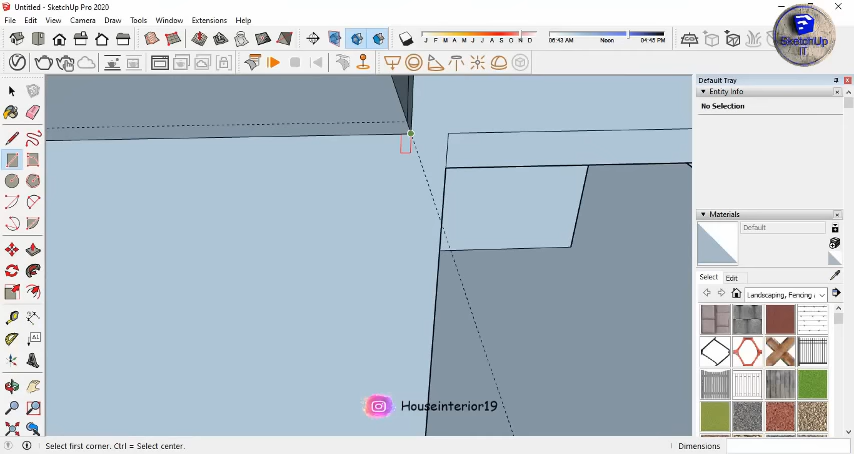 Untitled - SketchUp Pro 2020
File Edit View Camera Draw Tools Window Extensions Help
J F M A M J J A S O N D
06:43 AM Noon 04:45 PM
SketchUp
IT
Default Tray
Entity Info
No Selection
Materials
Default
Select Edit
Landscaping, Fencing
A1
Houseinterior19
Select first corner. Ctrl = Select center.
Dimensions